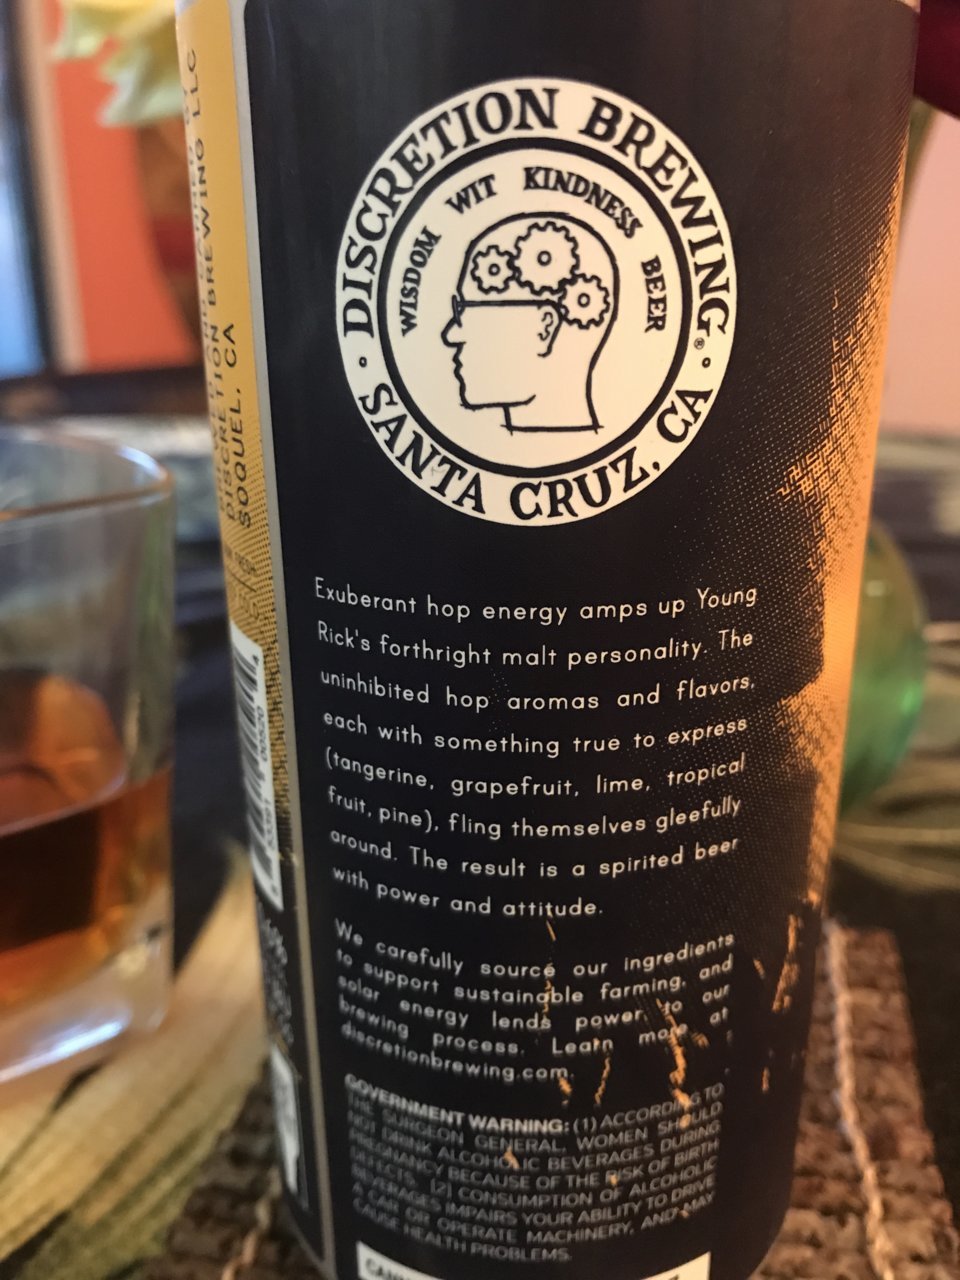 DISCRETION BREWING®
WISDOM WIT KINDNESS BEER
SANTA CRUZ, CA
DISCRETION BREWING LLC
SOQUEL, CA
Exuberant hop energy amps up Young
Rick's forthright malt personality. The
uninhibited hop aromas and flavors,
each with something true to express
(tangerine, grapefruit, lime, tropical
fruit, pine), fling themselves gleefully
around. The result is a spirited beer
with power and attitude.
We carefully source our ingredients
to support sustainable farming, and
solar energy lends power to our
brewing process. Learn more at
discretionbrewing.com.
GOVERNMENT WARNING: (1) ACCORDING TO
THE SURGEON GENERAL, WOMEN SHOULD
NOT DRINK ALCOHOLIC BEVERAGES DURING
PREGNANCY BECAUSE OF THE RISK OF BIRTH
DEFECTS. (2) CONSUMPTION OF ALCOHOLIC
BEVERAGES IMPAIRS YOUR ABILITY TO DRIVE
A CAR OR OPERATE MACHINERY, AND MAY
CAUSE HEALTH PROBLEMS.